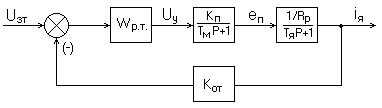 Uзт
(-)
Wр.т.
Uу
Kп
TмP+1
eп
1/Rр
TяP+1
iя
Kот